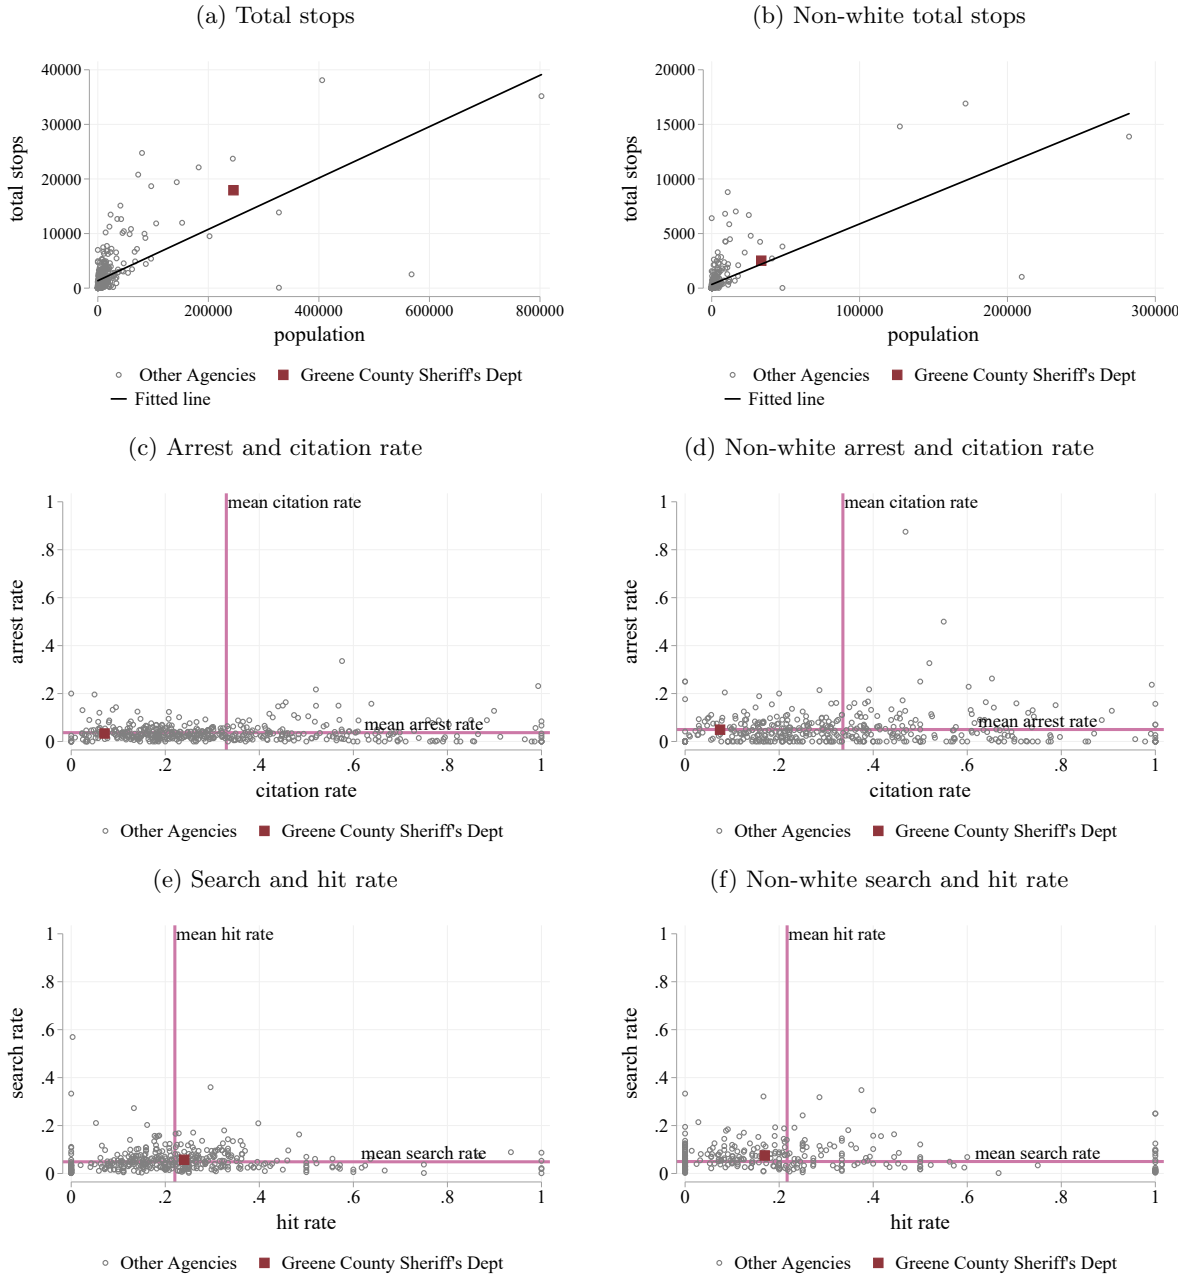 (a) Total stops
(b) Non-white total stops
40000
30000
20000
10000
0
total stops
0 200000 400000 600000 800000
population
Other Agencies Greene County Sheriff's Dept
Fitted line
20000
15000
10000
5000
0
total stops
0 100000 200000 300000
population
Other Agencies Greene County Sheriff's Dept
Fitted line
(c) Arrest and citation rate
(d) Non-white arrest and citation rate
1
.8
.6
.4
.2
0
arrest rate
mean citation rate
mean arrest rate
0 .2 .4 .6 .8 1
citation rate
Other Agencies Greene County Sheriff's Dept
1
.8
.6
.4
.2
0
arrest rate
mean citation rate
mean arrest rate
0 .2 .4 .6 .8 1
citation rate
Other Agencies Greene County Sheriff's Dept
(e) Search and hit rate
(f) Non-white search and hit rate
1
.8
.6
.4
.2
0
search rate
mean hit rate
mean search rate
0 .2 .4 .6 .8 1
hit rate
Other Agencies Greene County Sheriff's Dept
1
.8
.6
.4
.2
0
search rate
mean hit rate
mean search rate
0 .2 .4 .6 .8 1
hit rate
Other Agencies Greene County Sheriff's Dept